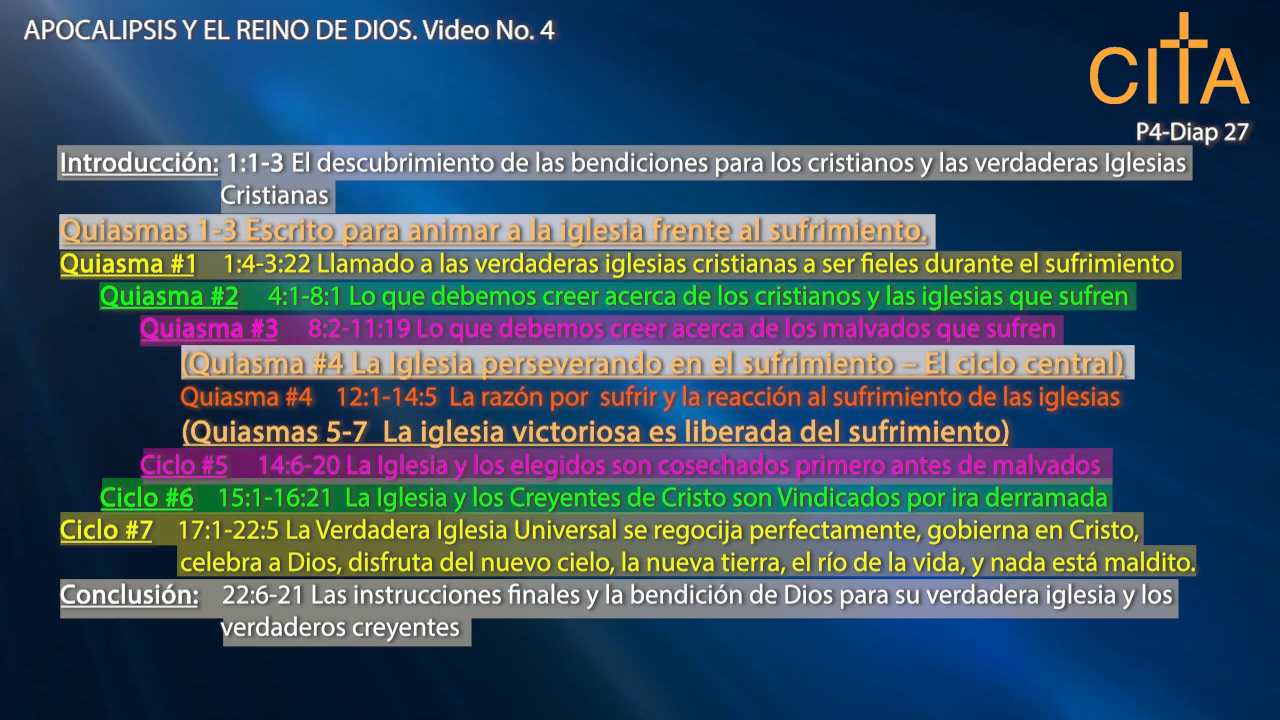 APOCALIPSIS Y EL REINO DE DIOS. Video No. 4
CITA
P4-Diap 27
Introducción: 1:1-3 El descubrimiento de las bendiciones para los cristianos y las verdaderas Iglesias
Cristianas
Quiasmas 1-3 Escrito para animar a la iglesia frente al sufrimiento.
Quiasma #1 1:4-3:22 Llamado a las verdaderas iglesias cristianas a ser fieles durante el sufrimiento
Quiasma #2 4:1-8:1 Lo que debemos creer acerca de los cristianos y las iglesias que sufren
Quiasma #3 8:2-11:19 Lo que debemos creer acerca de los malvados que sufren
(Quiasma #4 La Iglesia perseverando en el sufrimiento – El ciclo central)
Quiasma #4 12:1-14:5 La razón por sufrir y la reacción al sufrimiento de las iglesias
(Quiasmas 5-7 La iglesia victoriosa es liberada del sufrimiento)
Ciclo #5 14:6-20 La Iglesia y los elegidos son cosechados primero antes de malvados
Ciclo #6 15:1-16:21 La Iglesia y los Creyentes de Cristo son Vindicados por ira derramada
Ciclo #7 17:1-22:5 La Verdadera Iglesia Universal se regocija perfectamente, gobierna en Cristo,
celebra a Dios, disfruta del nuevo cielo, la nueva tierra, el río de la vida, y nada está maldito.
Conclusión: 22:6-21 Las instrucciones finales y la bendición de Dios para su verdadera iglesia y los
verdaderos creyentes